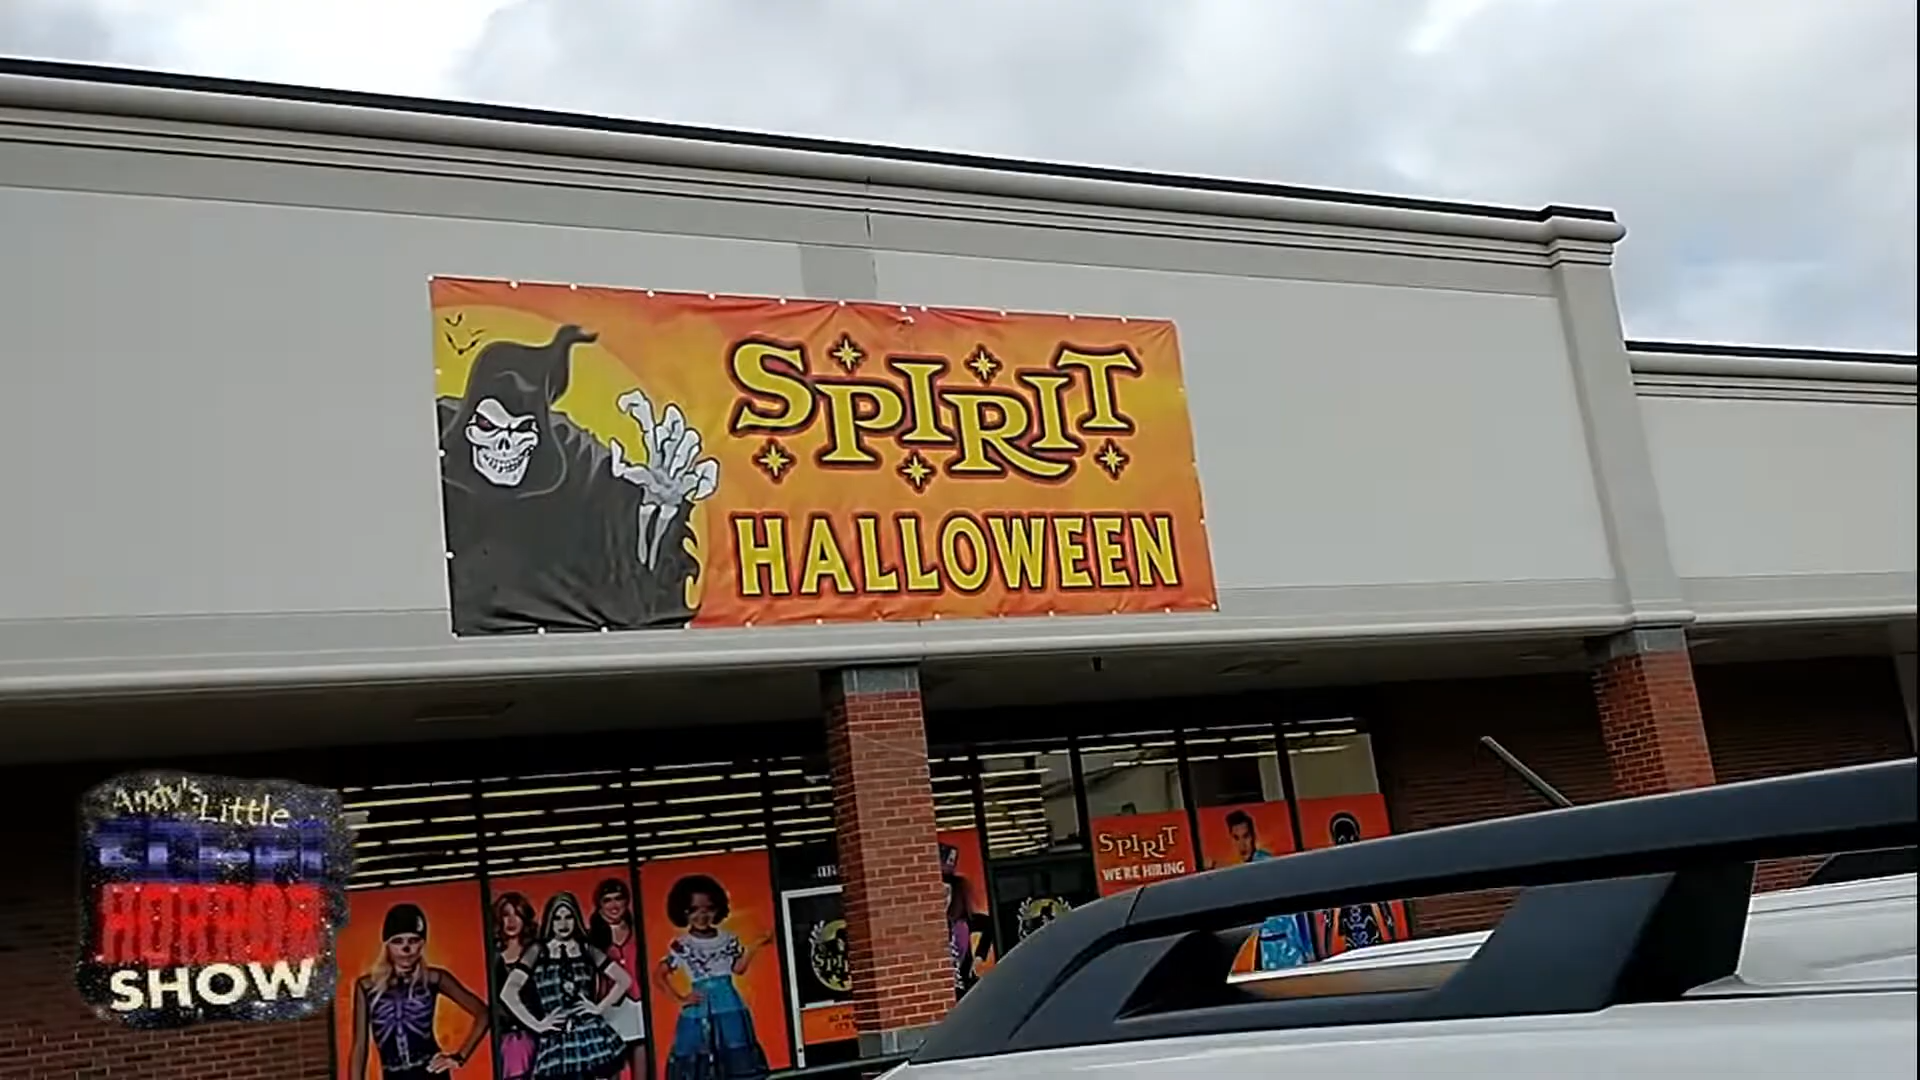 SPIRIT
HALLOWEEN
SPIRIT
WE'RE HIRING
Andy's Little
HORROR
SHOW